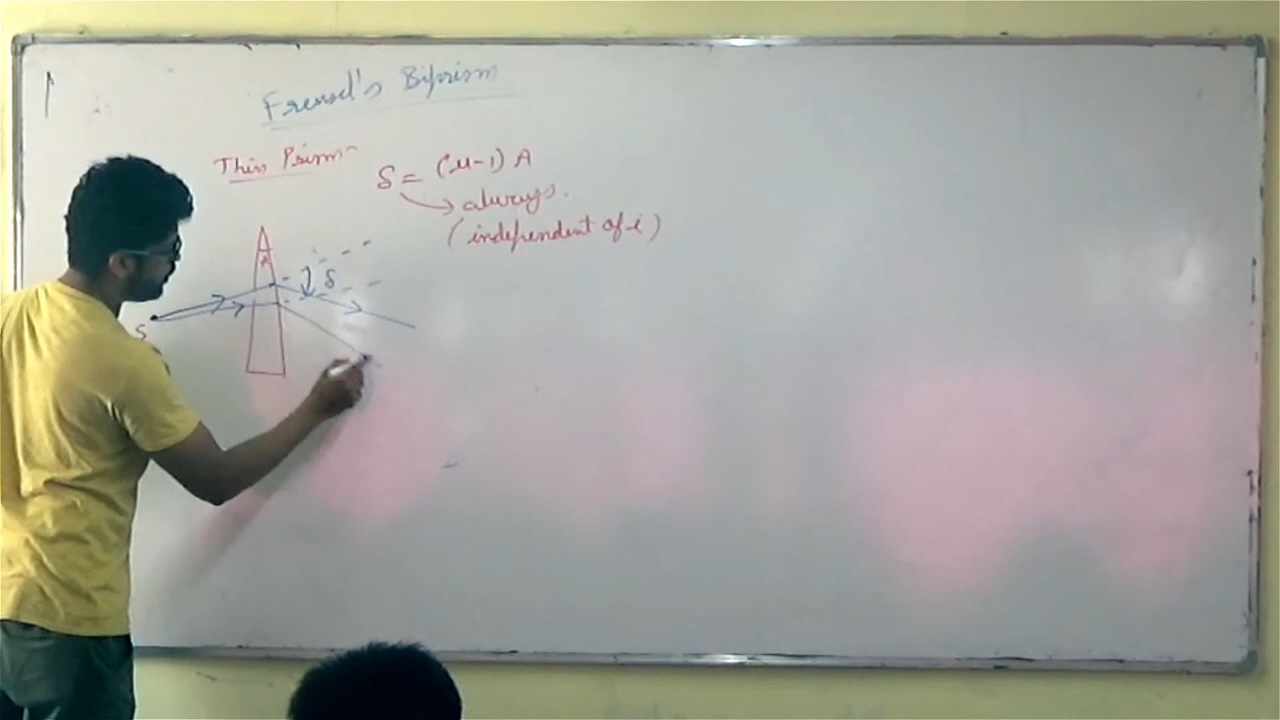 Fresnel's Biprism
Thin Prism-
δ = (μ-1) A
always.
(independent of i)
A
δ
S